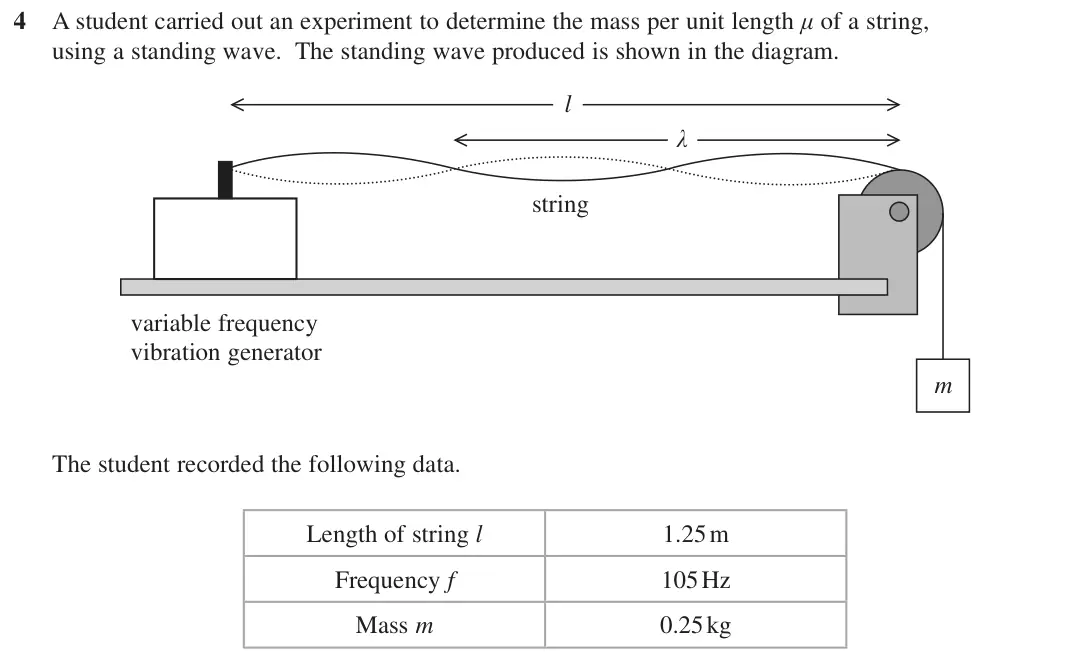 4 A student carried out an experiment to determine the mass per unit length μ of a string,
using a standing wave. The standing wave produced is shown in the diagram.
l
λ
string
variable frequency
vibration generator
m
The student recorded the following data.
Length of string l 1.25 m
Frequency f 105 Hz
Mass m 0.25 kg